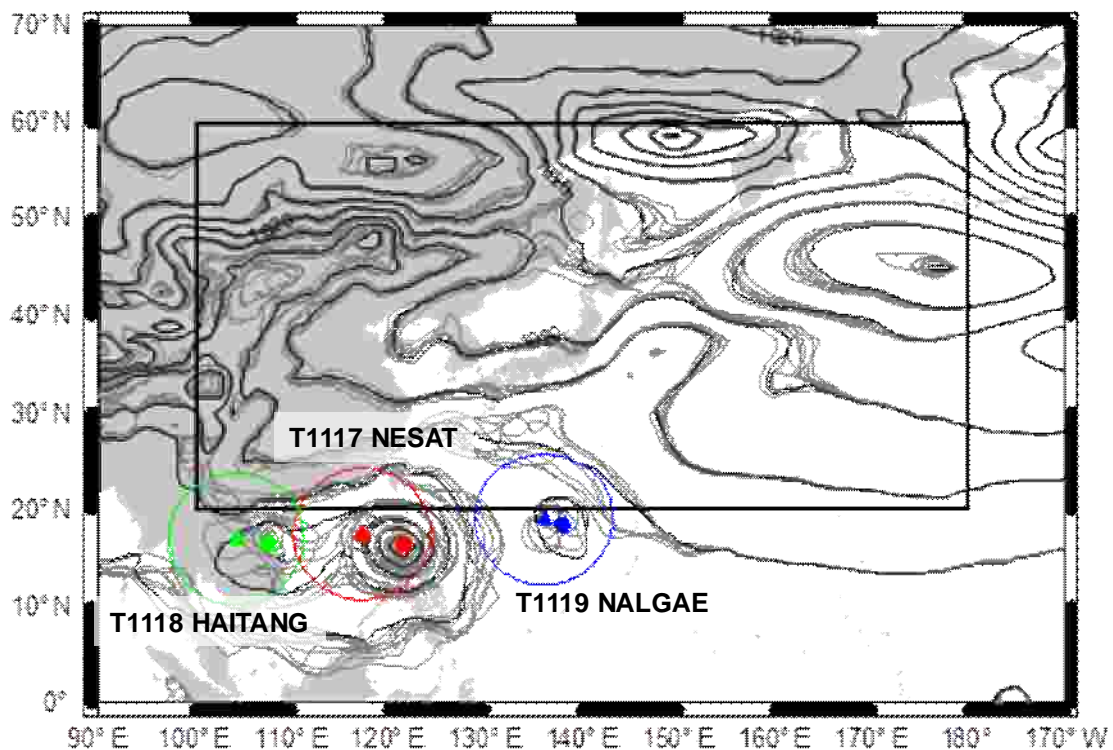 70° N
60° N
50° N
40° N
30° N
T1117 NESAT
20° N
10° N
T1119 NALGAE
T1118 HAITANG
0°
90° E 100° E 110° E 120° E 130° E 140° E 150° E 160° E 170° E 180° 170° W